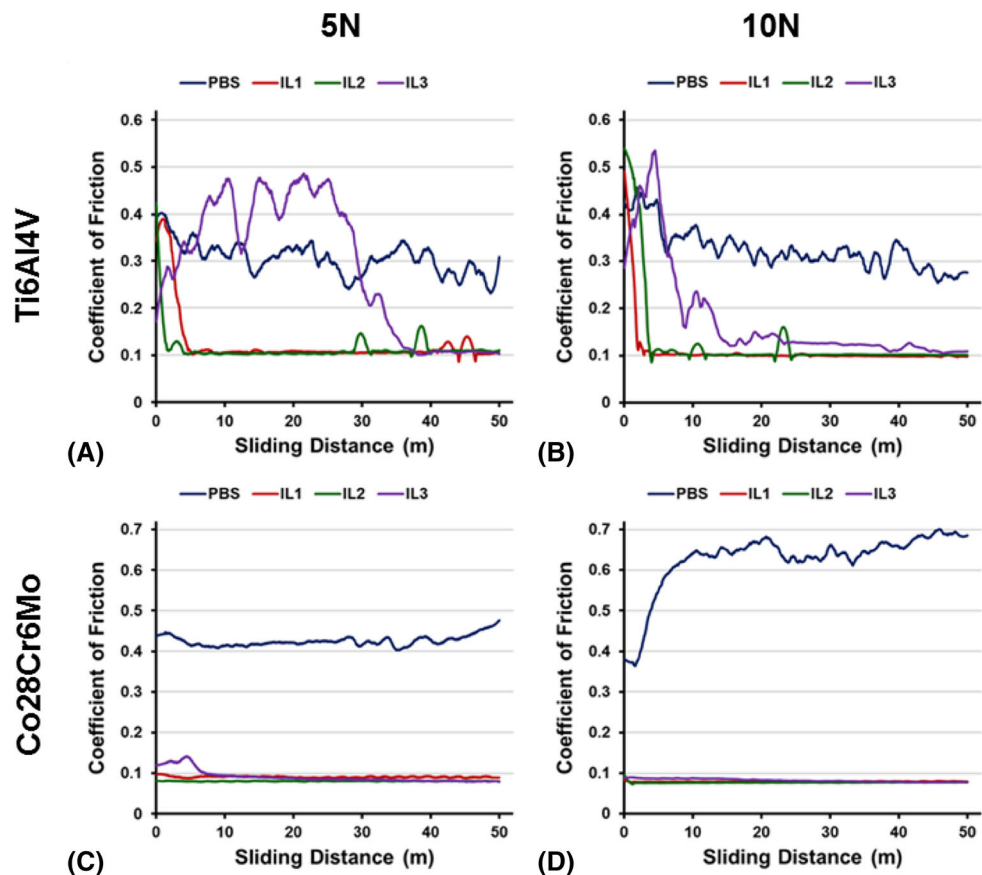 5N
10N
Ti6Al4V
PBS IL1 IL2 IL3
Coefficient of Friction
0.6
0.5
0.4
0.3
0.2
0.1
0
0 10 20 30 40 50
Sliding Distance (m)
(A)
PBS IL1 IL2 IL3
Coefficient of Friction
0.6
0.5
0.4
0.3
0.2
0.1
0
0 10 20 30 40 50
Sliding Distance (m)
(B)
Co28Cr6Mo
PBS IL1 IL2 IL3
Coefficient of Friction
0.7
0.6
0.5
0.4
0.3
0.2
0.1
0
0 10 20 30 40 50
Sliding Distance (m)
(C)
PBS IL1 IL2 IL3
Coefficient of Friction
0.7
0.6
0.5
0.4
0.3
0.2
0.1
0
0 10 20 30 40 50
Sliding Distance (m)
(D)